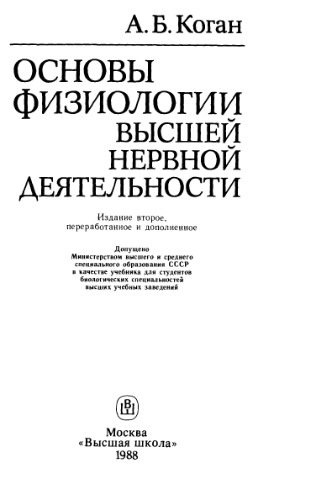 А. Б. Коган
ОСНОВЫ
ФИЗИОЛОГИИ
ВЫСШЕЙ
НЕРВНОЙ
ДЕЯТЕЛЬНОСТИ
Издание второе,
переработанное и дополненное
Допущено
Министерством высшего и среднего
специального образования СССР
в качестве учебника для студентов
биологических специальностей
высших учебных заведений
ВШ
Москва
«Высшая школа»
1988